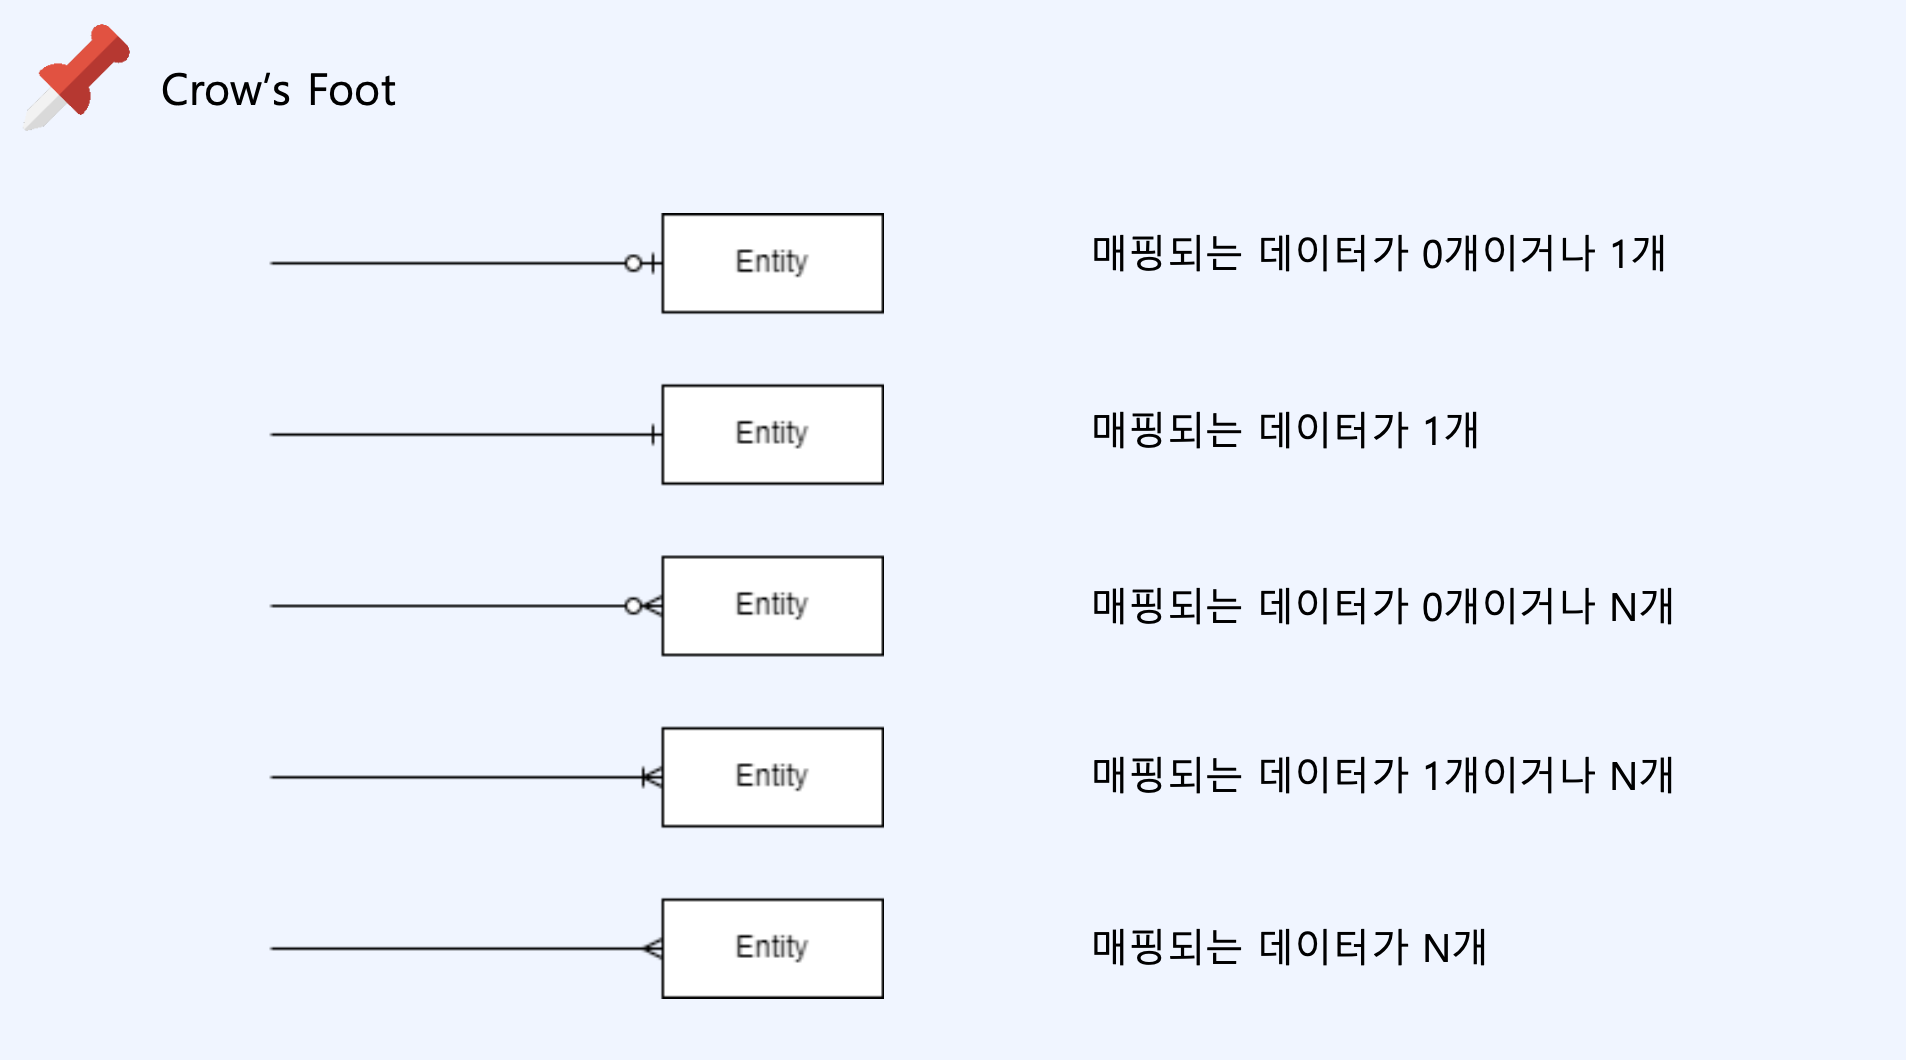 Crow’s Foot
Entity
매핑되는 데이터가 0개이거나 1개
Entity
매핑되는 데이터가 1개
Entity
매핑되는 데이터가 0개이거나 N개
Entity
매핑되는 데이터가 1개이거나 N개
Entity
매핑되는 데이터가 N개